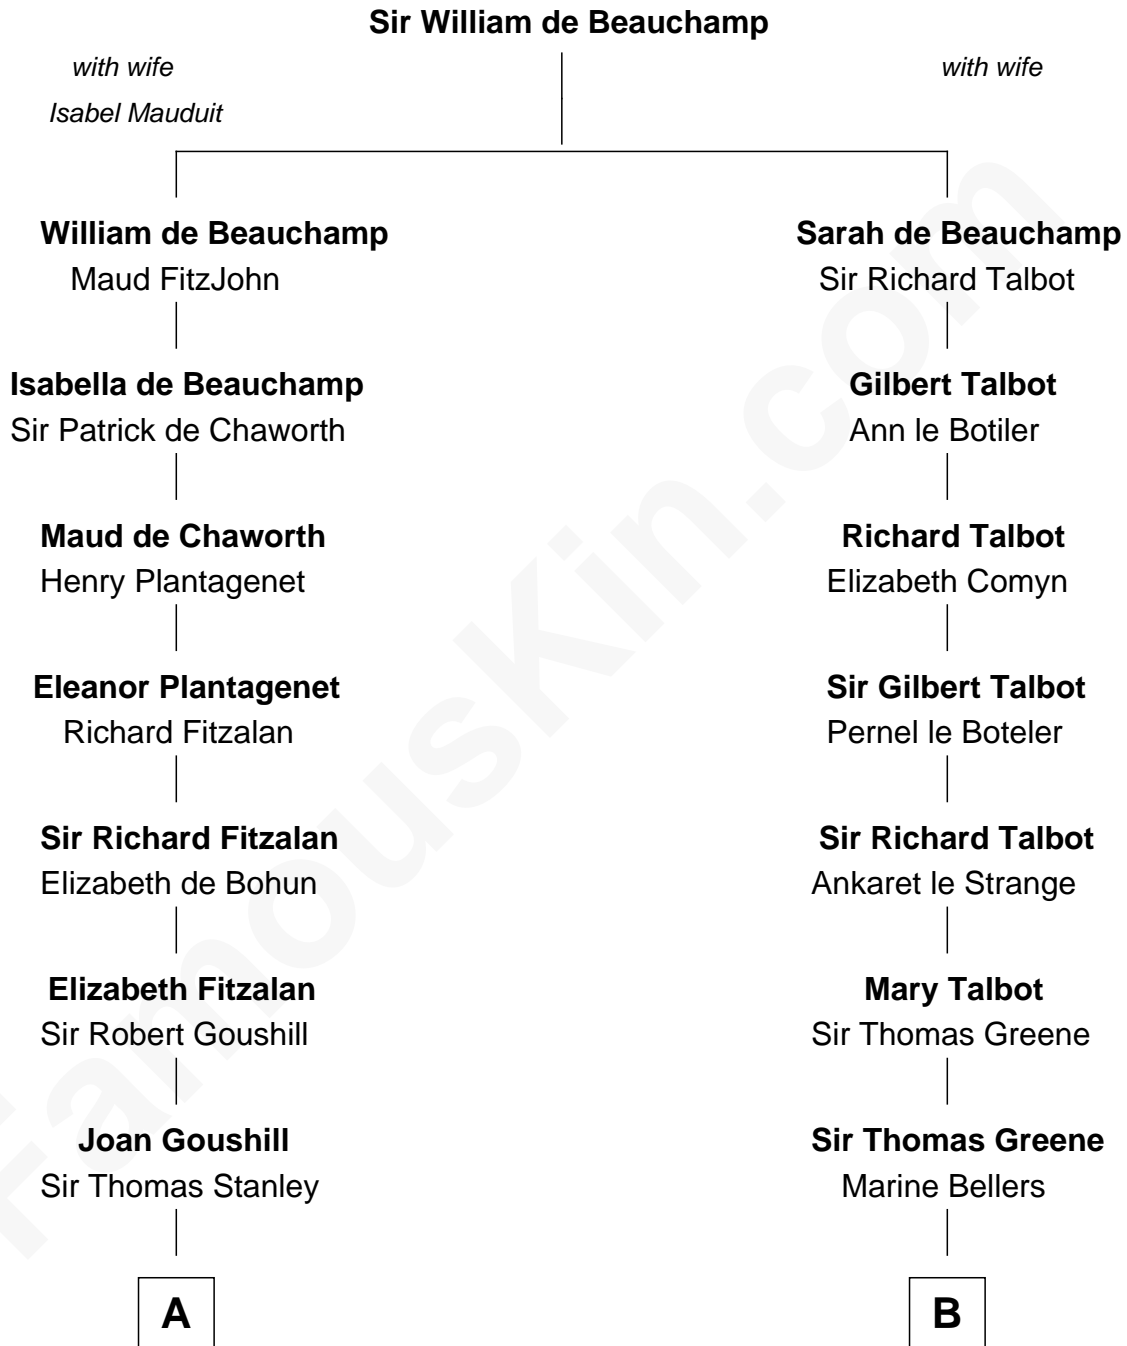 Sir William de Beauchamp
with wife
Isabel Mauduit
with wife
William de Beauchamp
Maud FitzJohn
Sarah de Beauchamp
Sir Richard Talbot
Isabella de Beauchamp
Sir Patrick de Chaworth
Gilbert Talbot
Ann le Botiler
Maud de Chaworth
Henry Plantagenet
Richard Talbot
Elizabeth Comyn
Eleanor Plantagenet
Richard Fitzalan
Sir Gilbert Talbot
Pernel le Boteler
Sir Richard Fitzalan
Elizabeth de Bohun
Sir Richard Talbot
Ankaret le Strange
Elizabeth Fitzalan
Sir Robert Goushill
Mary Talbot
Sir Thomas Greene
Joan Goushill
Sir Thomas Stanley
Sir Thomas Greene
Marine Bellers
A
B
FamousKin.com